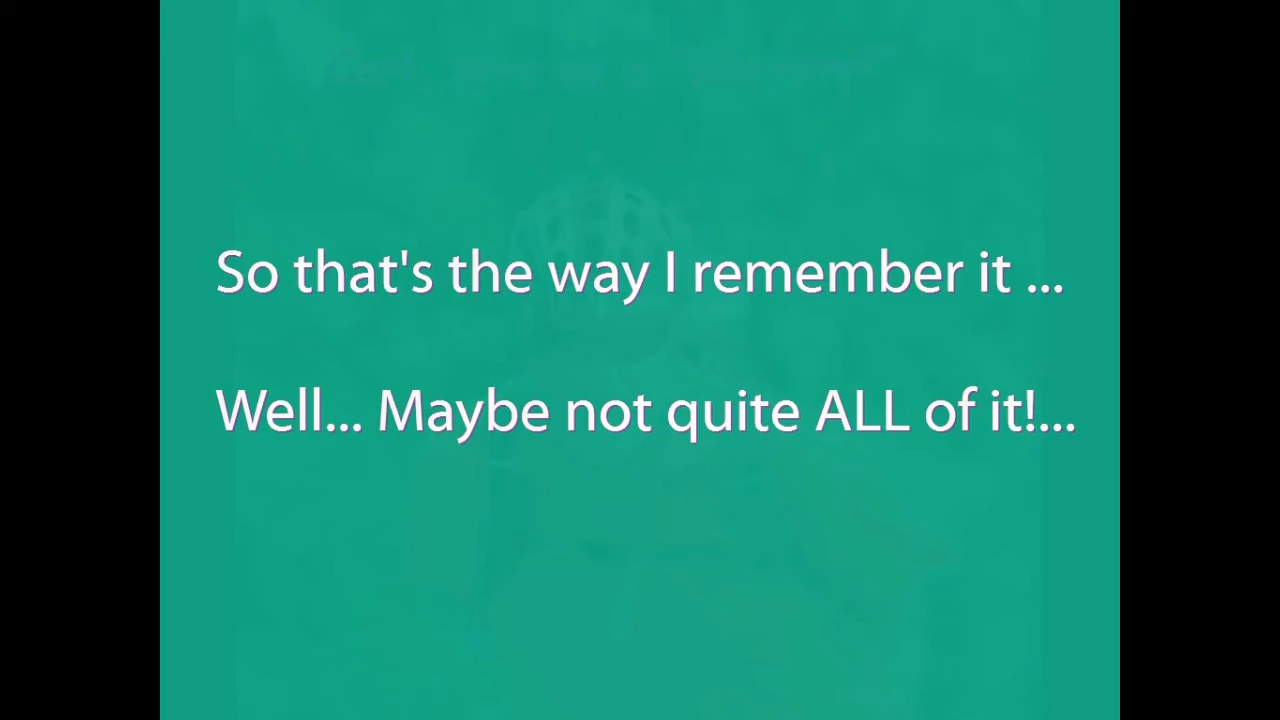 So that's the way I remember it ...
Well... Maybe not quite ALL of it!...